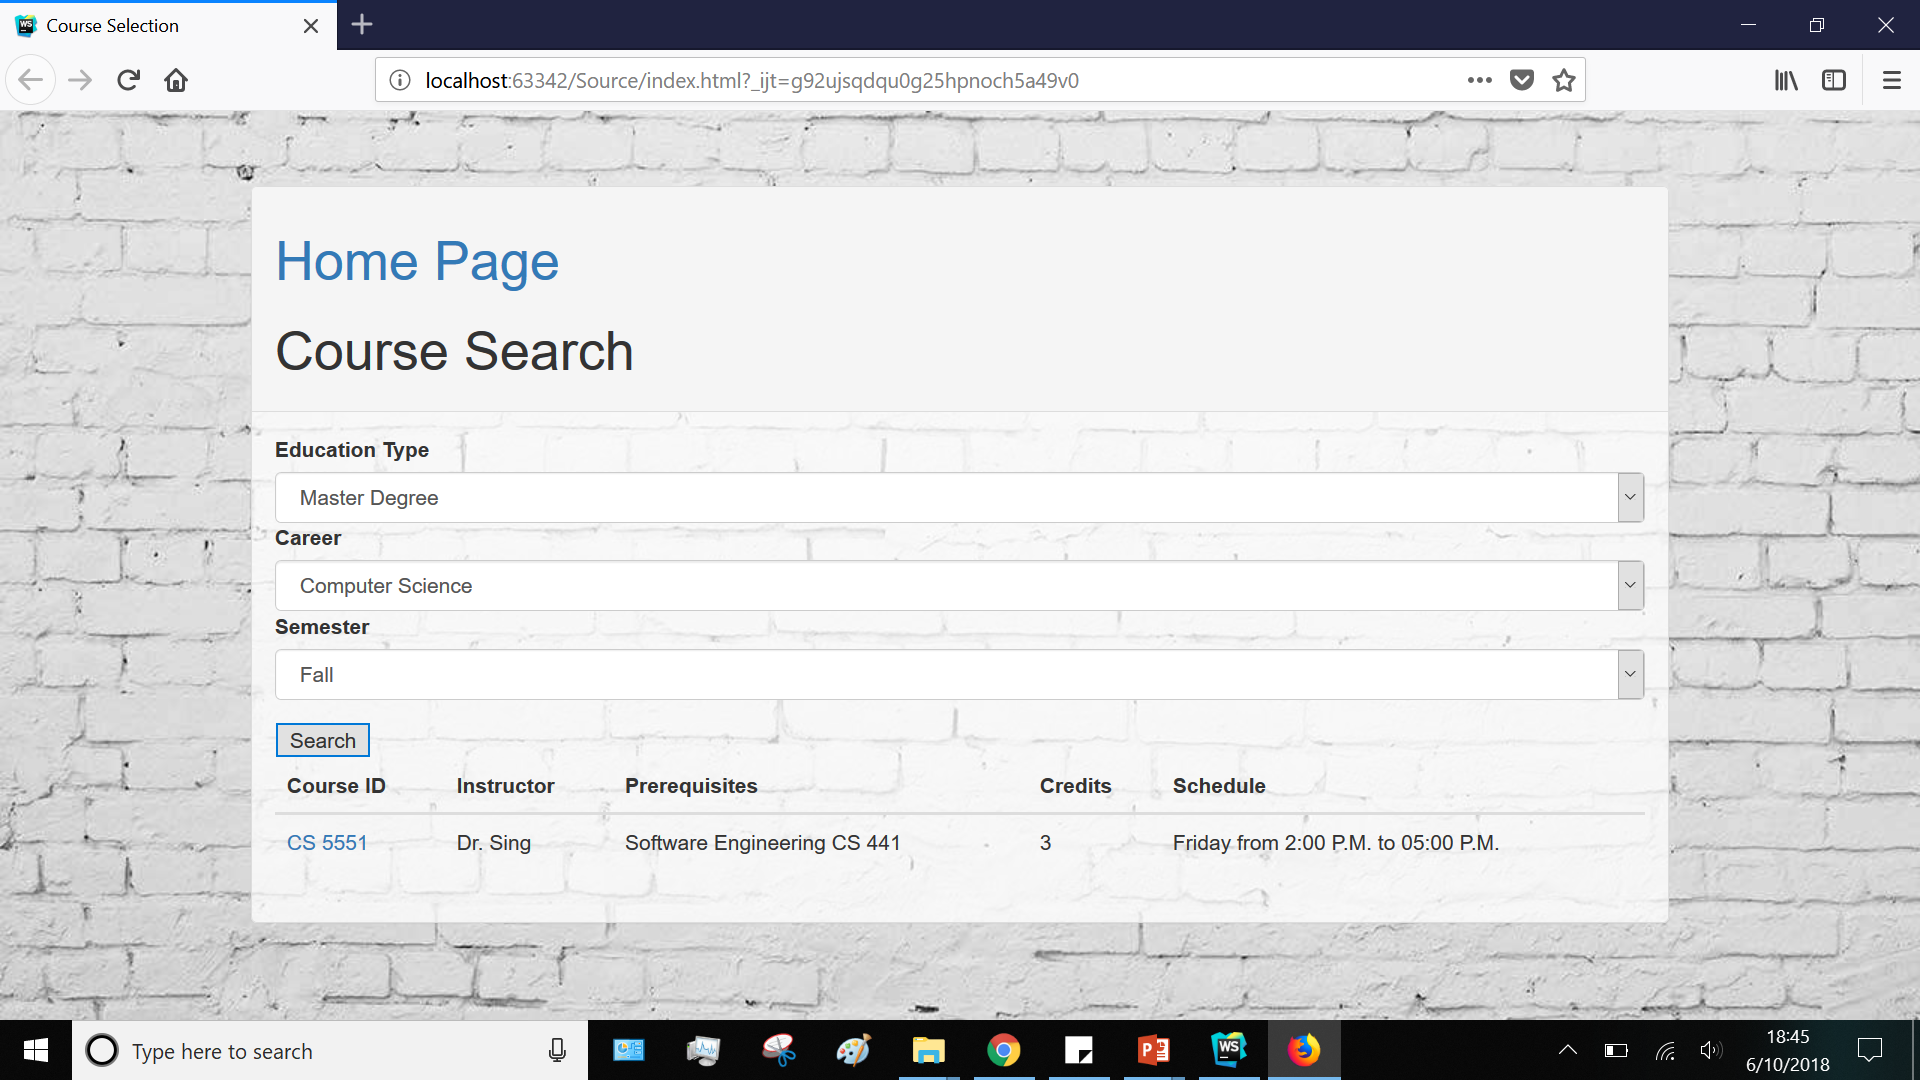 Course Selection
localhost:63342/Source/index.html?_ijt=g92ujsqdqu0g25hpnoch5a49v0
Home Page
Course Search
Education Type
Master Degree
Career
Computer Science
Semester
Fall
Search
Course ID Instructor Prerequisites Credits Schedule
CS 5551 Dr. Sing Software Engineering CS 441 3 Friday from 2:00 P.M. to 05:00 P.M.
Type here to search
WS
18:45
6/10/2018